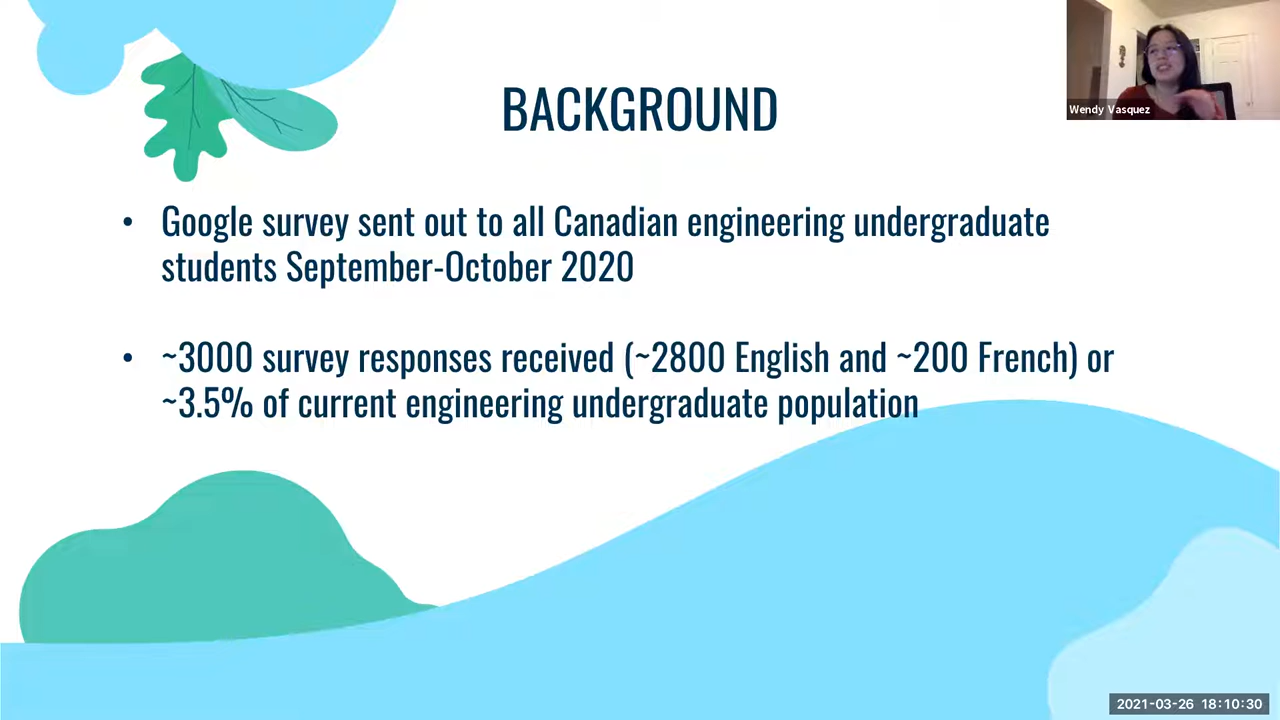 BACKGROUND
Wendy Vasquez
• Google survey sent out to all Canadian engineering undergraduate
students September-October 2020
• ~3000 survey responses received (~2800 English and ~200 French) or
~3.5% of current engineering undergraduate population
2021-03-26 18:10:30